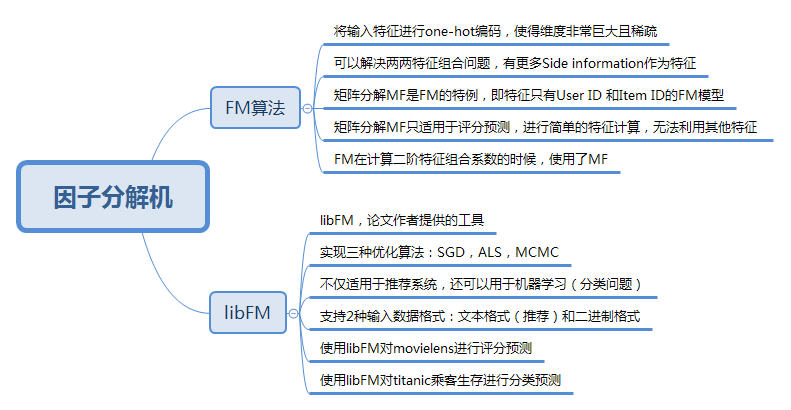 因子分解机
FM算法
将输入特征进行one-hot编码，使得维度非常巨大且稀疏
可以解决两两特征组合问题，有更多Side information作为特征
矩阵分解MF是FM的特例，即特征只有User ID 和Item ID的FM模型
矩阵分解MF只适用于评分预测，进行简单的特征计算，无法利用其他特征
FM在计算二阶特征组合系数的时候，使用了MF
libFM
libFM，论文作者提供的工具
实现三种优化算法：SGD，ALS，MCMC
不仅适用于推荐系统，还可以用于机器学习（分类问题）
支持2种输入数据格式：文本格式（推荐）和二进制格式
使用libFM对movielens进行评分预测
使用libFM对titanic乘客生存进行分类预测